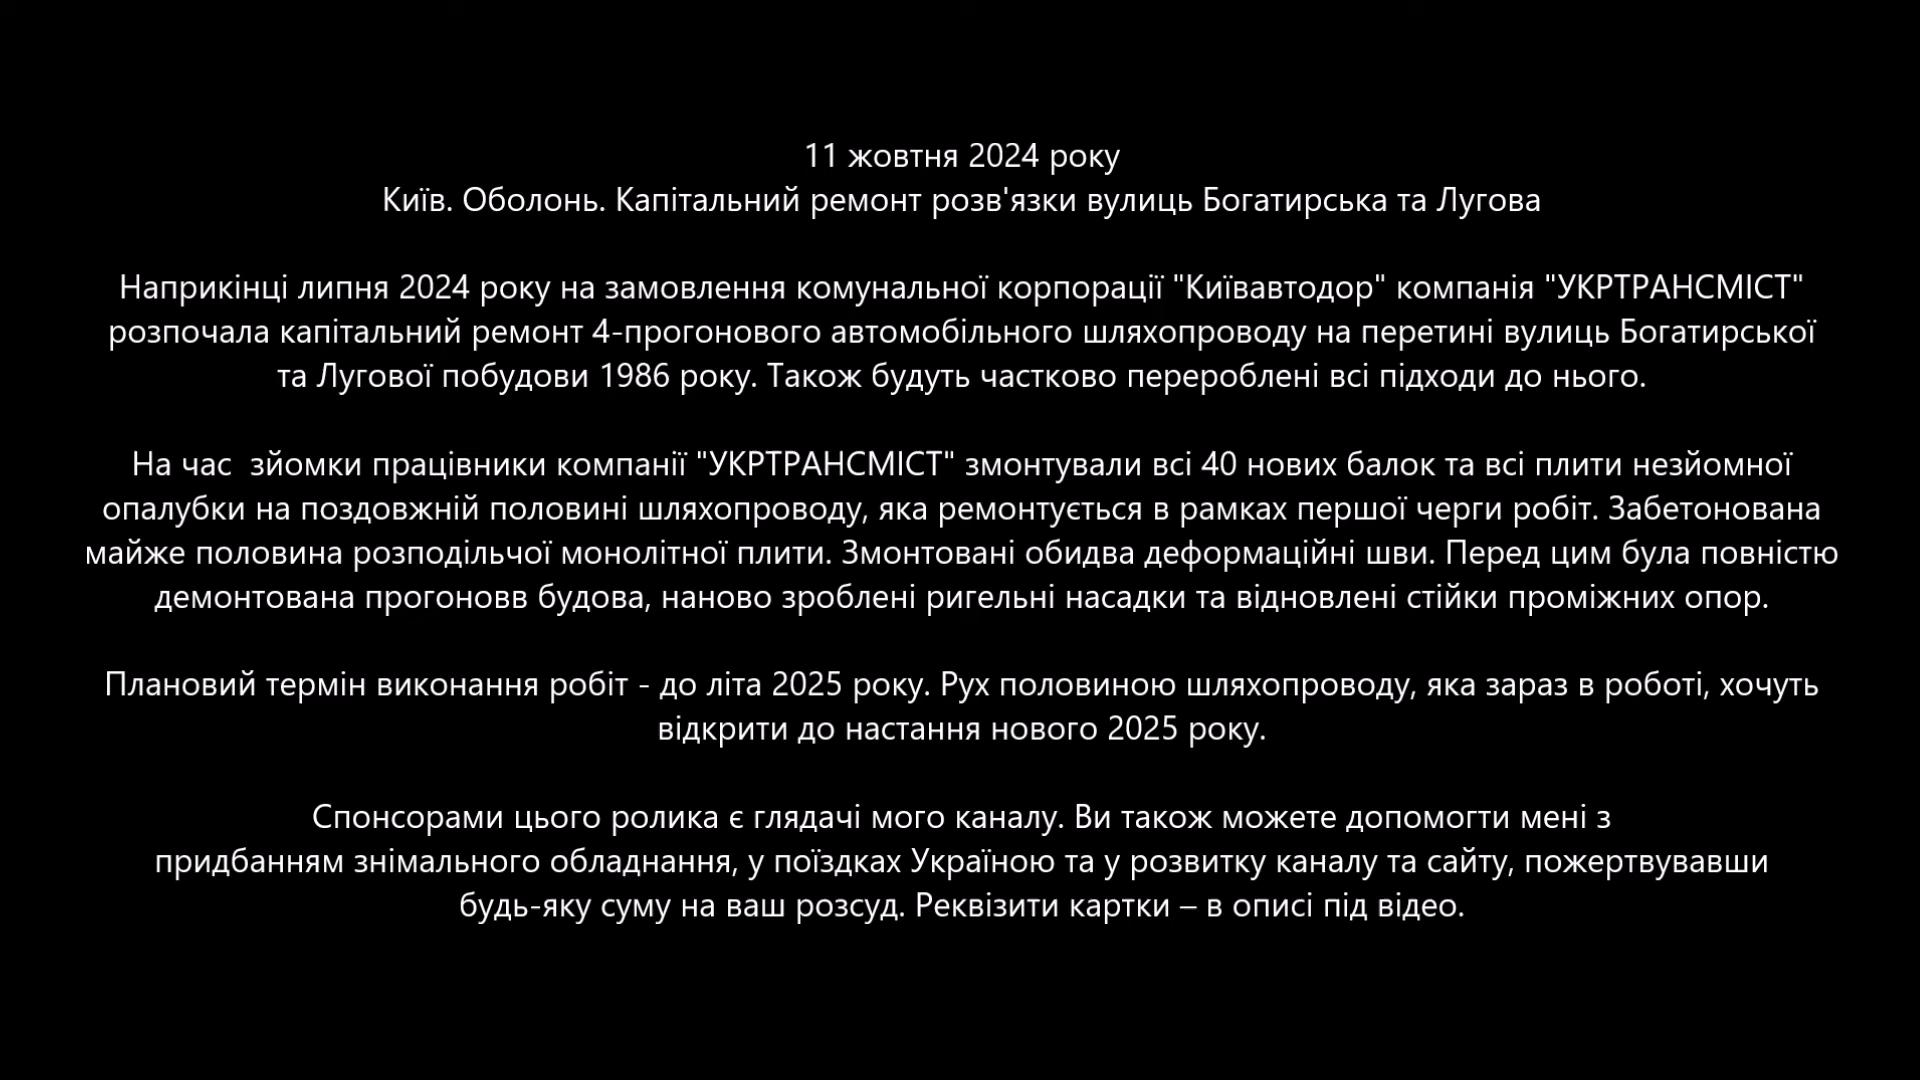 11 жовтня 2024 року
Київ. Оболонь. Капітальний ремонт розв'язки вулиць Богатирська та Лугова
Наприкінці липня 2024 року на замовлення комунальної корпорації "Київавтодор" компанія "УКРТРАНСМІСТ"
розпочала капітальний ремонт 4-прогонового автомобільного шляхопроводу на перетині вулиць Богатирської
та Лугової побудови 1986 року. Також будуть частково перероблені всі підходи до нього.
На час  зйомки працівники компанії "УКРТРАНСМІСТ" змонтували всі 40 нових балок та всі плити незйомної
опалубки на поздовжній половині шляхопроводу, яка ремонтується в рамках першої черги робіт. Забетонована
майже половина розподільчої монолітної плити. Змонтовані обидва деформаційні шви. Перед цим була повністю
демонтована прогоновв будова, наново зроблені ригельні насадки та відновлені стійки проміжних опор.
Плановий термін виконання робіт - до літа 2025 року. Рух половиною шляхопроводу, яка зараз в роботі, хочуть
відкрити до настання нового 2025 року.
Спонсорами цього ролика є глядачі мого каналу. Ви також можете допомогти мені з
придбанням знімального обладнання, у поїздках Україною та у розвитку каналу та сайту, пожертвувавши
будь-яку суму на ваш розсуд. Реквізити картки – в описі під відео.